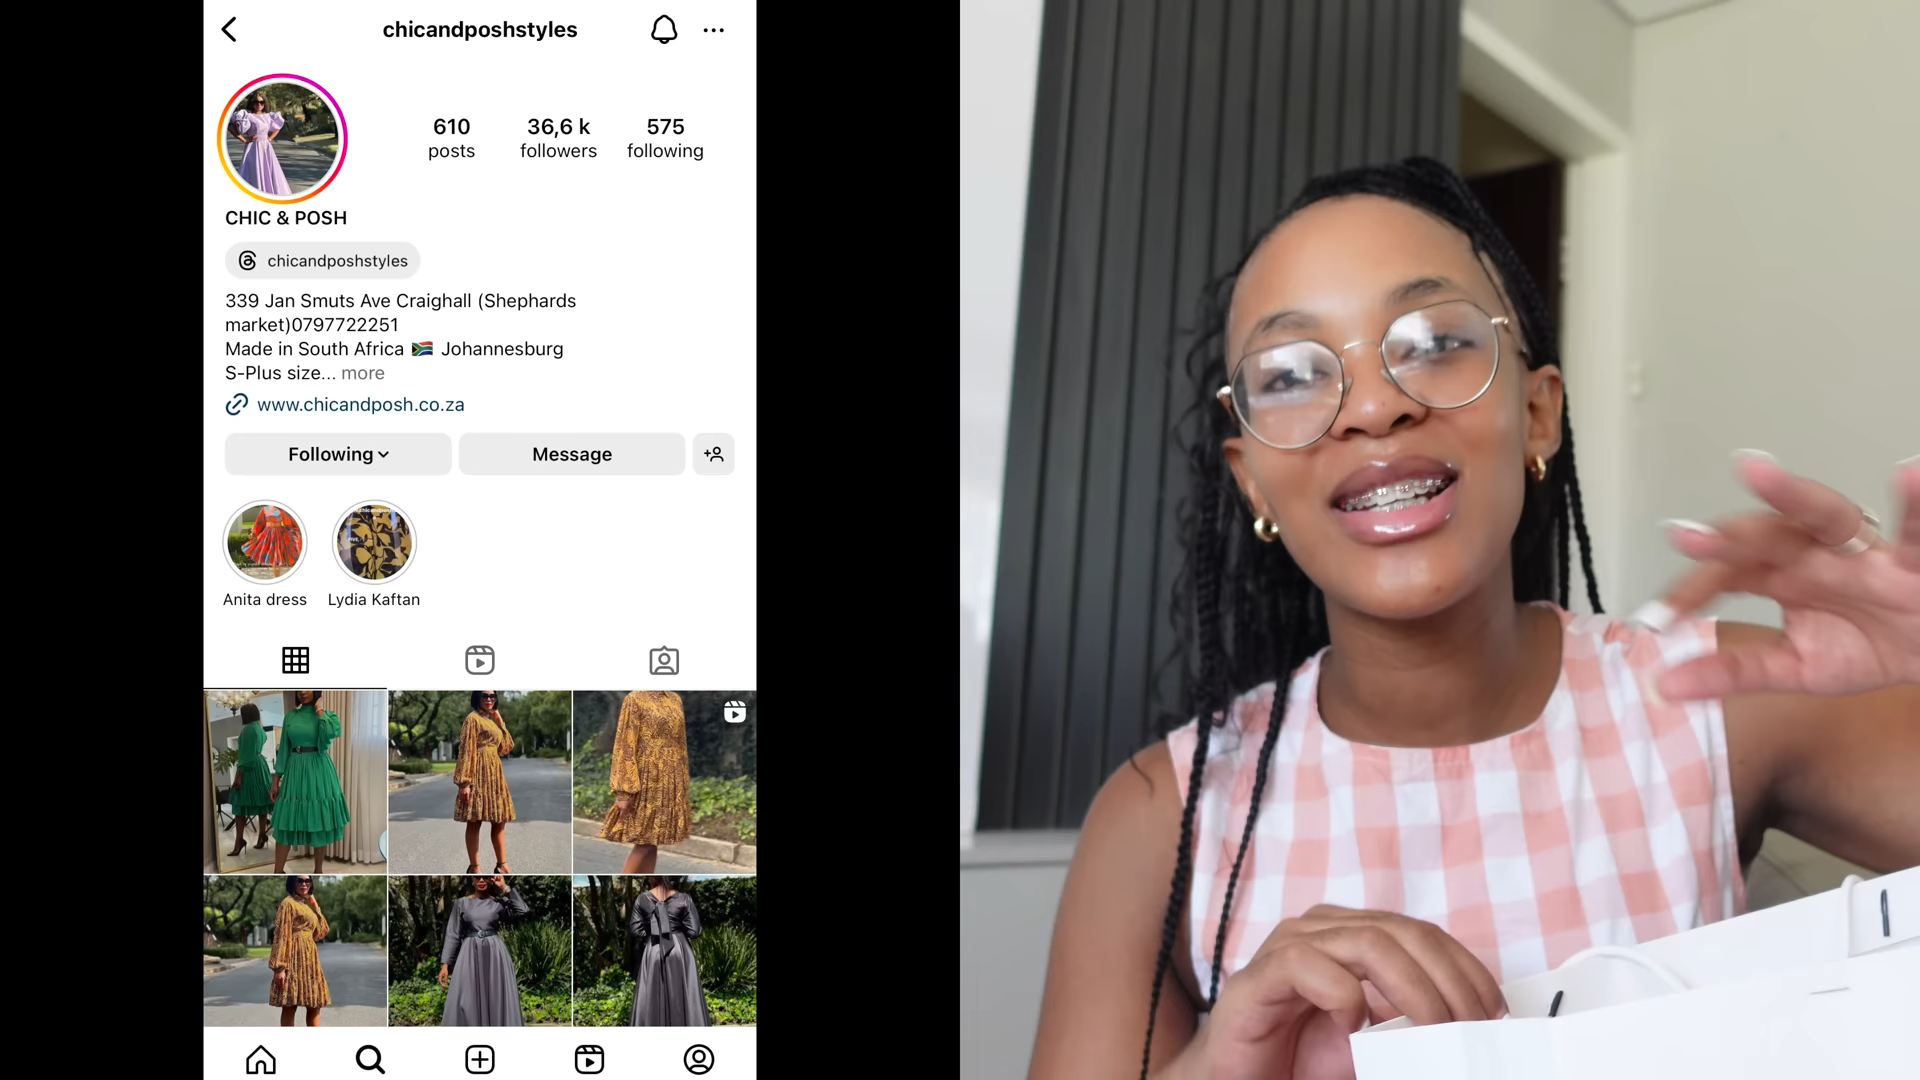 chicandposhstyles
610
posts
36,6 k
followers
575
following
CHIC & POSH
chicandposhstyles
339 Jan Smuts Ave Craighall (Shephards
market)0797722251
Made in South Africa 🇿🇦 Johannesburg
S-Plus size... more
www.chicandposh.co.za
Following
Message
Anita dress
Lydia Kaftan